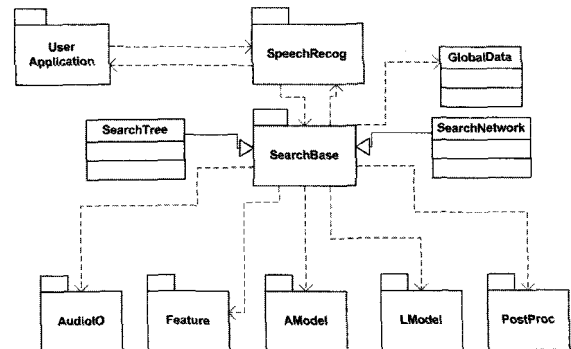 User
Application
SpeechRecog
GlobalData
SearchTree
SearchBase
SearchNetwork
AudioIO
Feature
AModel
LModel
PostProc